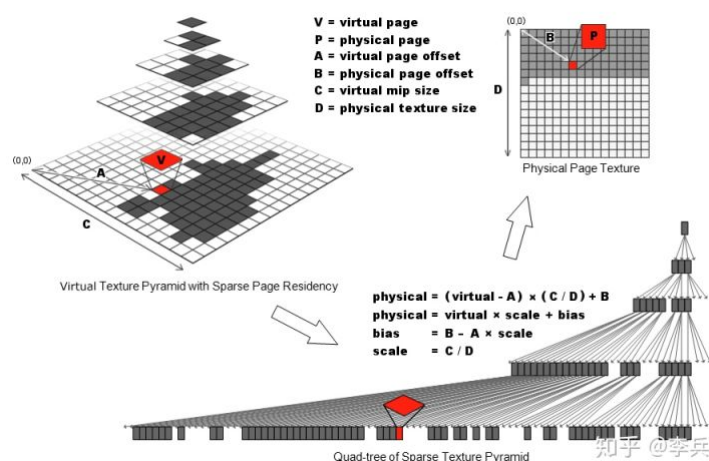 V = virtual page
P = physical page
A = virtual page offset
B = physical page offset
C = virtual mip size
D = physical texture size
(0,0)
B
P
D
Physical Page Texture
(0,0)
V
A
C
Virtual Texture Pyramid with Sparse Page Residency
physical = (virtual - A) × (C / D) + B
physical = virtual × scale + bias
bias = B - A × scale
scale = C / D
Quad-tree of Sparse Texture Pyramid
知乎 @李兵